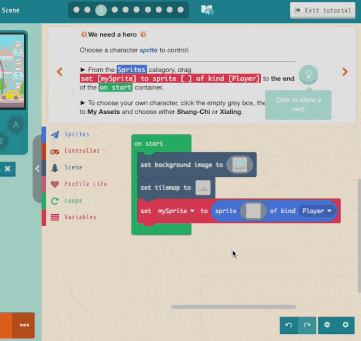 Scene
Exit tutorial
We need a hero
Choose a character sprite to control.
► From the Sprites category, drag
set [mySprite] to sprite [ ] of kind [Player] to the end
of the on start container.
► To choose your own character, click the empty grey box, the
to My Assets and choose either Shang-Chi or Xialing.
Click to show a
hint!
A
Sprites
Controller
Scene
Profile Life
Loops
Variables
on start
set background image to
set tilemap to
set mySprite to sprite of kind Player